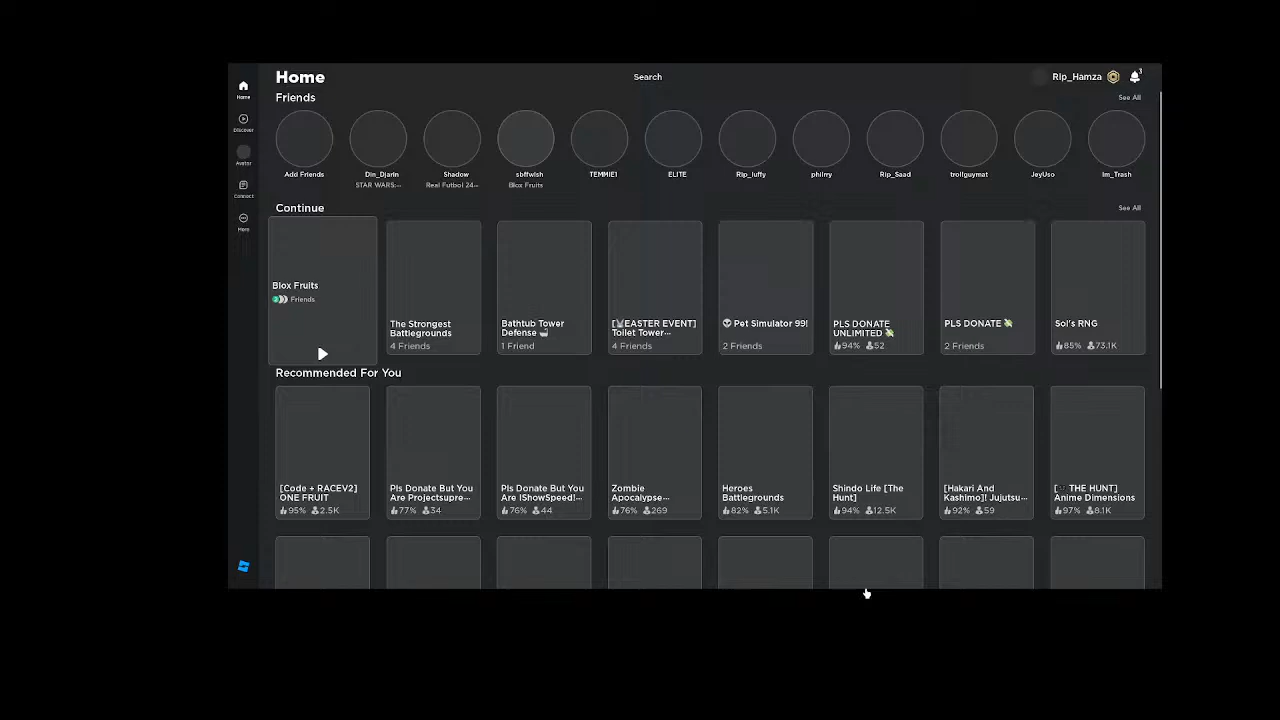 Home
Search
Rip_Hamza
3
Friends
See All
Home
Discover
Avatar
Connect
More
Add Friends
Din_Djarin
Shadow
sbffwish
TEMMIE1
ELITE
Rip_luffy
philrry
Rip_Saad
trollguymat
JeyUso
Im_Trash
STAR WARS:···
Real Futbol 24···
Blox Fruits
Continue
See All
Blox Fruits
Friends
The Strongest
Battlegrounds
4 Friends
Bathtub Tower
Defense 🛁
1 Friend
[🐰EASTER EVENT]
Toilet Tower···
4 Friends
👽 Pet Simulator 99!
2 Friends
PLS DONATE
UNLIMITED 💸
94% 52
PLS DONATE 💸
2 Friends
Sol's RNG
85% 73.1K
Recommended For You
[Code + RACEV2]
ONE FRUIT
95% 2.5K
Pls Donate But You
Are Projectsupre···
77% 34
Pls Donate But You
Are IShowSpeed!···
76% 44
Zombie
Apocalypse···
76% 269
Heroes
Battlegrounds
82% 5.1K
Shindo Life [The
Hunt]
94% 12.5K
[Hakari And
Kashimo]! Jujutsu···
92% 59
[ THE HUNT]
Anime Dimensions
97% 8.1K